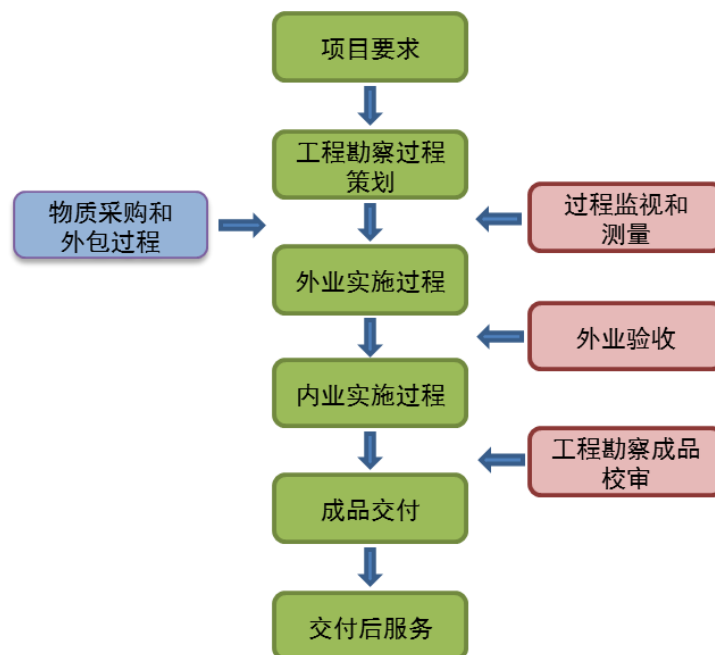 项目要求
工程勘察过程
策划
物质采购和
外包过程
过程监视和
测量
外业实施过程
外业验收
内业实施过程
工程勘察成品
校审
成品交付
交付后服务